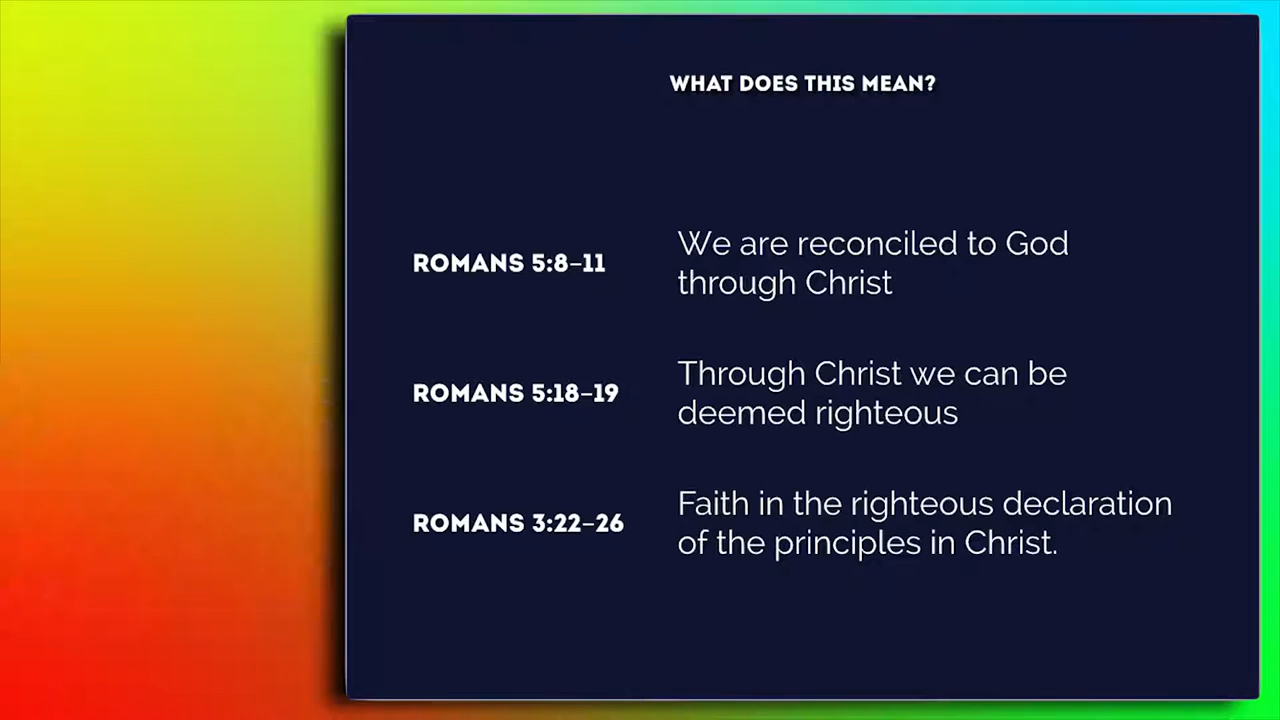 WHAT DOES THIS MEAN?
ROMANS 5:8–11
We are reconciled to God
through Christ
ROMANS 5:18–19
Through Christ we can be
deemed righteous
ROMANS 3:22–26
Faith in the righteous declaration
of the principles in Christ.